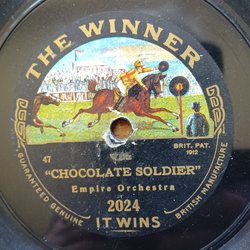 THE WINNER
BRIT. PAT.
1912
47
"CHOCOLATE SOLDIER"
Empire Orchestra
2024
IT WINS
GUARANTEED GENUINE
BRITISH MANUFACTURE